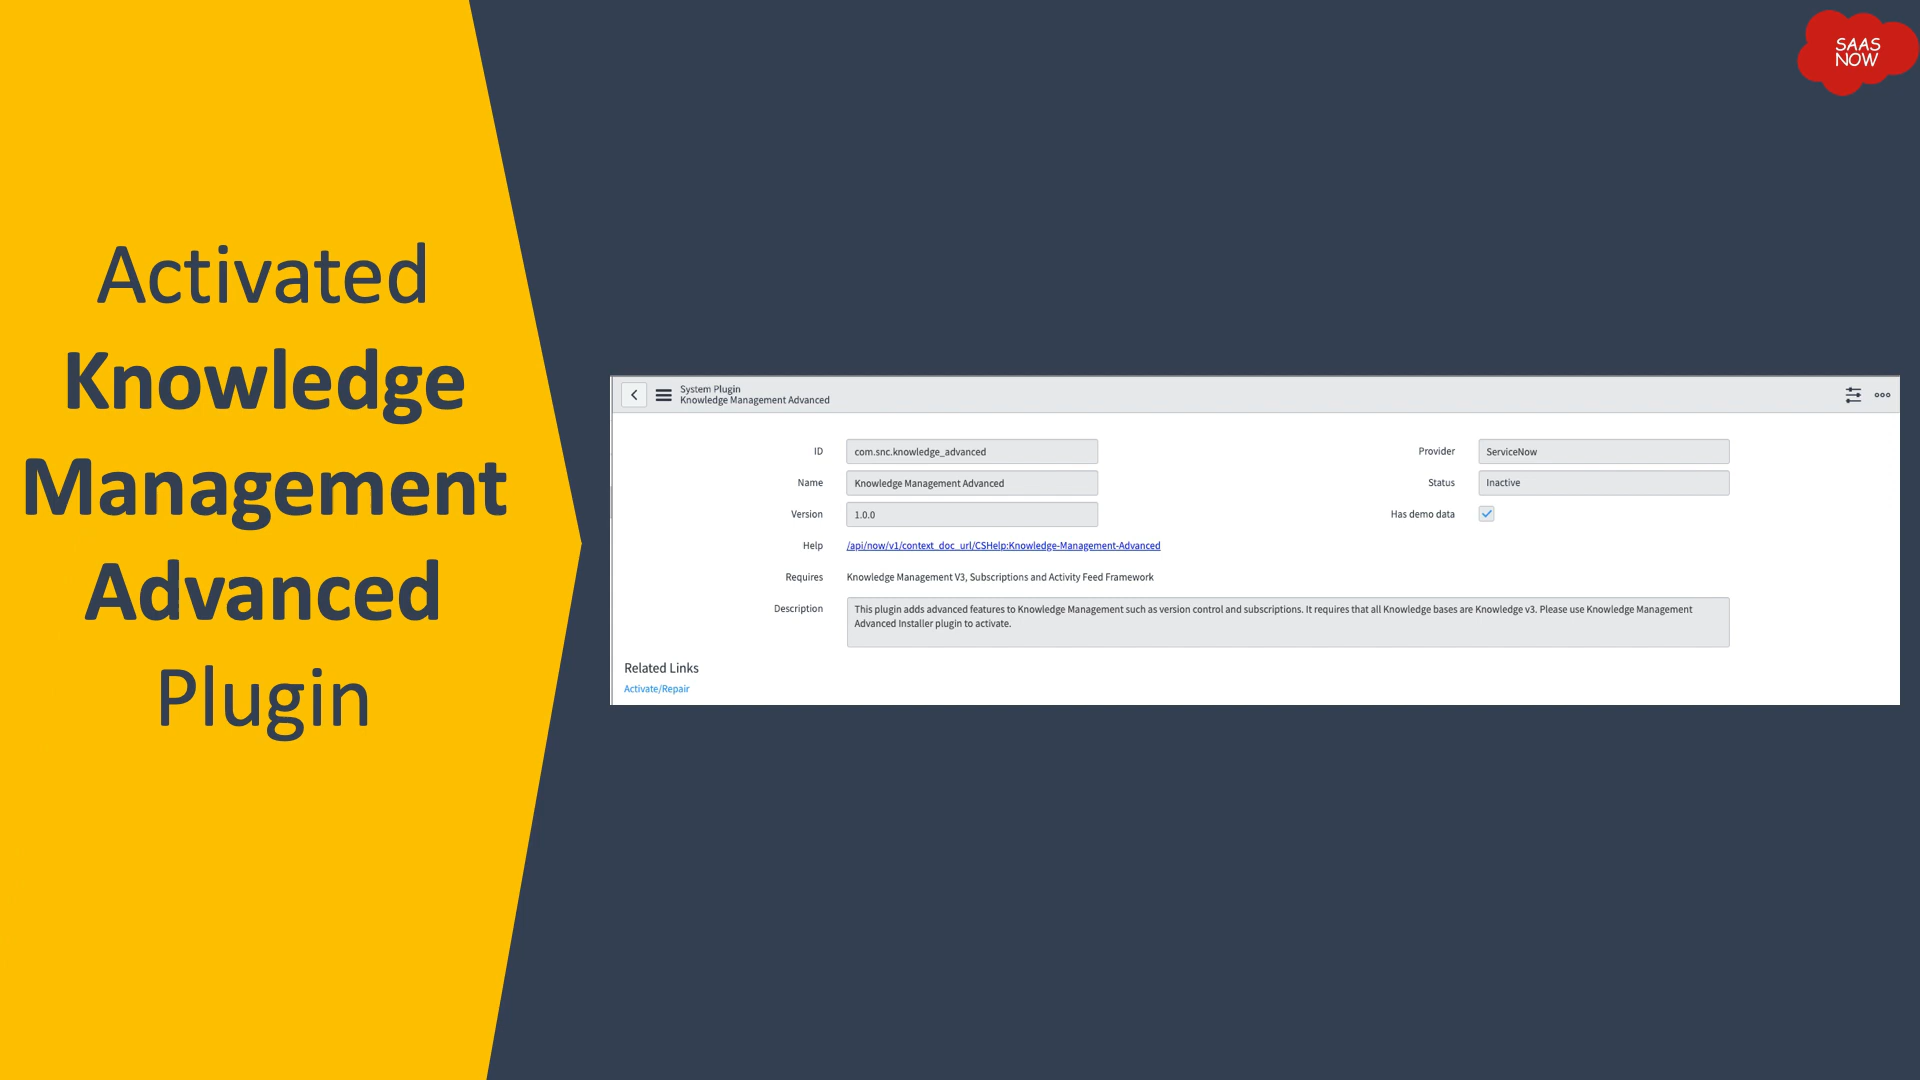 SAAS
NOW
Activated
Knowledge
Management
Advanced
Plugin
System Plugin
Knowledge Management Advanced
ID
com.snc.knowledge_advanced
Provider
ServiceNow
Name
Knowledge Management Advanced
Status
Inactive
Version
1.0.0
Has demo data
Help
/api/now/v1/context_doc_url/CSHelp:Knowledge-Management-Advanced
Requires
Knowledge Management V3, Subscriptions and Activity Feed Framework
Description
This plugin adds advanced features to Knowledge Management such as version control and subscriptions. It requires that all Knowledge bases are Knowledge v3. Please use Knowledge Management
Advanced Installer plugin to activate.
Related Links
Activate/Repair